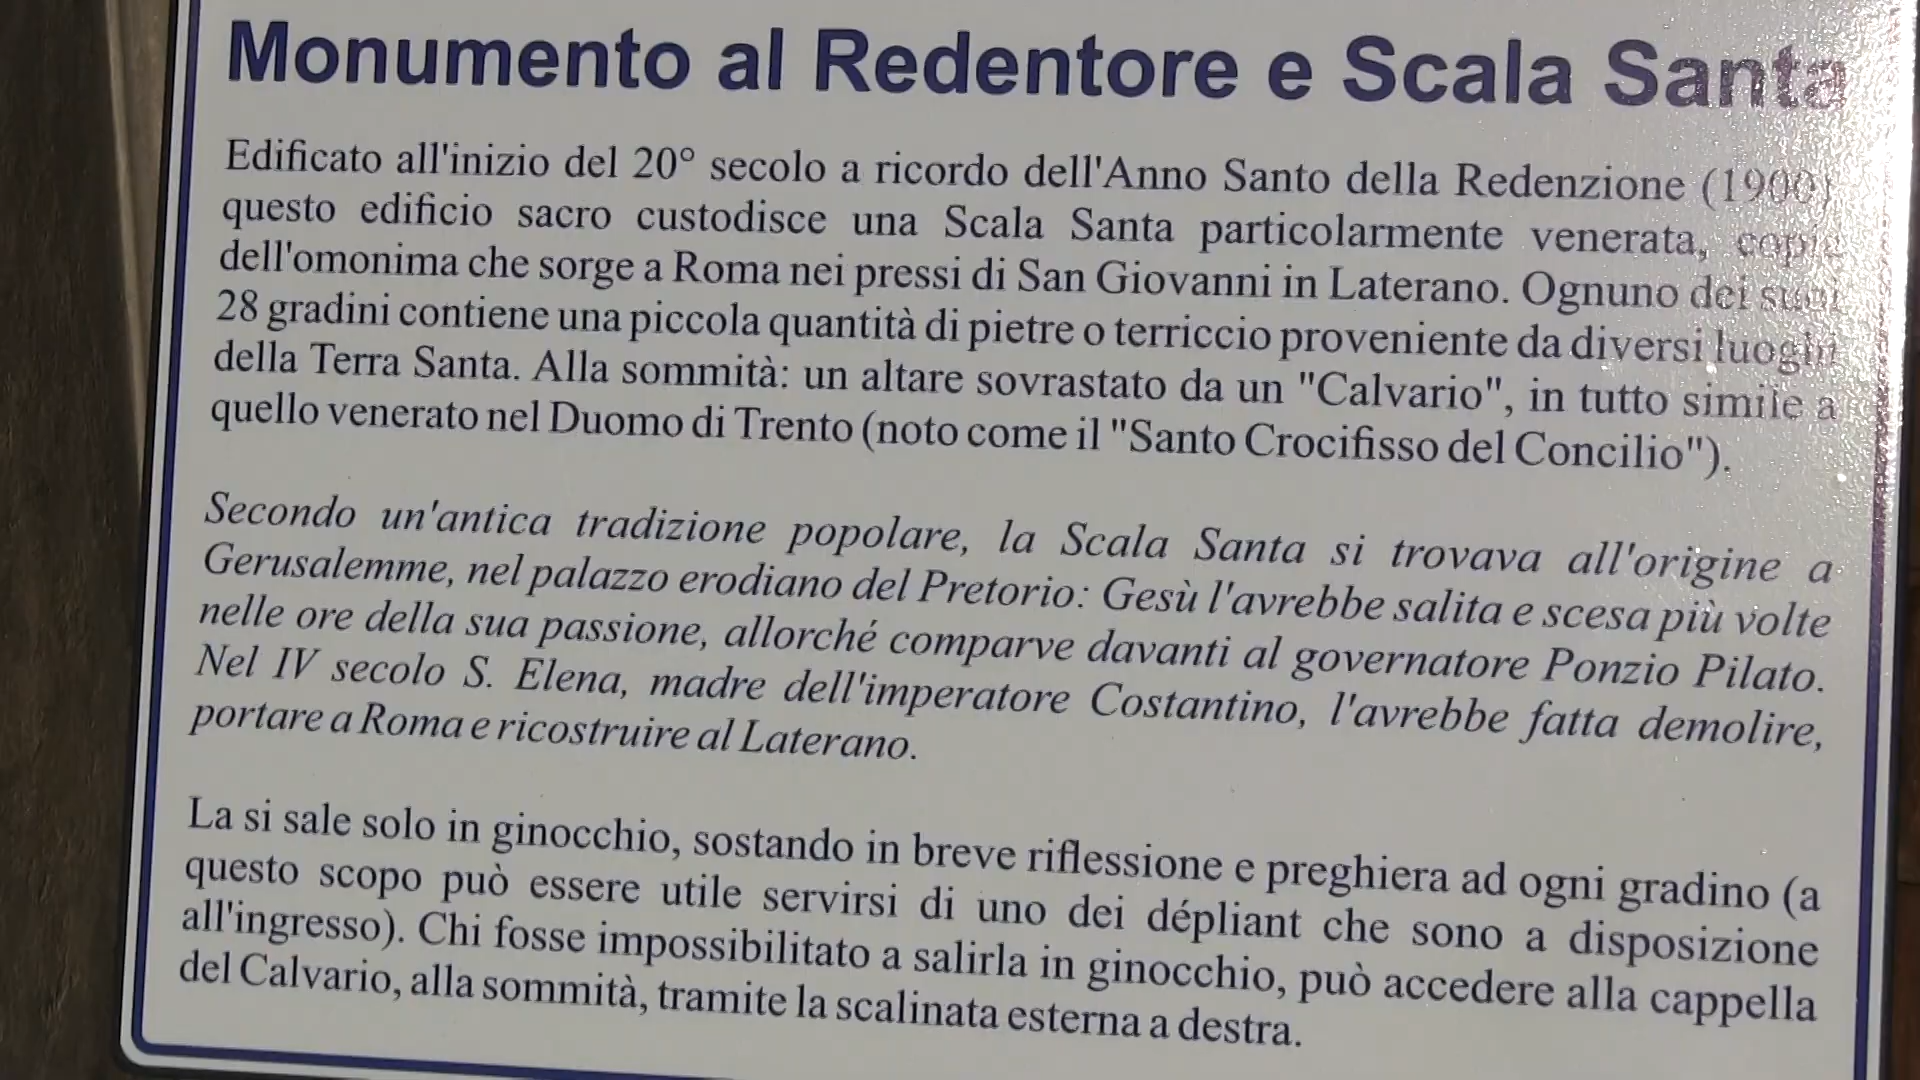 Monumento al Redentore e Scala Santa
Edificato all'inizio del 20° secolo a ricordo dell'Anno Santo della Redenzione (1900)
questo edificio sacro custodisce una Scala Santa particolarmente venerata, copia
dell'omonima che sorge a Roma nei pressi di San Giovanni in Laterano. Ognuno dei suoi
28 gradini contiene una piccola quantità di pietre o terriccio proveniente da diversi luoghi
della Terra Santa. Alla sommità: un altare sovrastato da un "Calvario", in tutto simile a
quello venerato nel Duomo di Trento (noto come il "Santo Crocifisso del Concilio").
Secondo un'antica tradizione popolare, la Scala Santa si trovava all'origine a
Gerusalemme, nel palazzo erodiano del Pretorio: Gesù l'avrebbe salita e scesa più volte
nelle ore della sua passione, allorché comparve davanti al governatore Ponzio Pilato.
Nel IV secolo S. Elena, madre dell'imperatore Costantino, l'avrebbe fatta demolire,
portare a Roma e ricostruire al Laterano.
La si sale solo in ginocchio, sostando in breve riflessione e preghiera ad ogni gradino (a
questo scopo può essere utile servirsi di uno dei dépliant che sono a disposizione
all'ingresso). Chi fosse impossibilitato a salirla in ginocchio, può accedere alla cappella
del Calvario, alla sommità, tramite la scalinata esterna a destra.